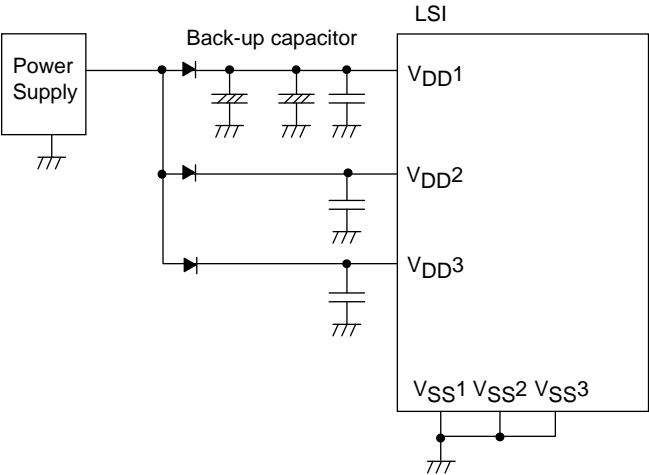 LSI
Back-up capacitor
Power
Supply
VDD1
VDD2
VDD3
VSS1 VSS2 VSS3